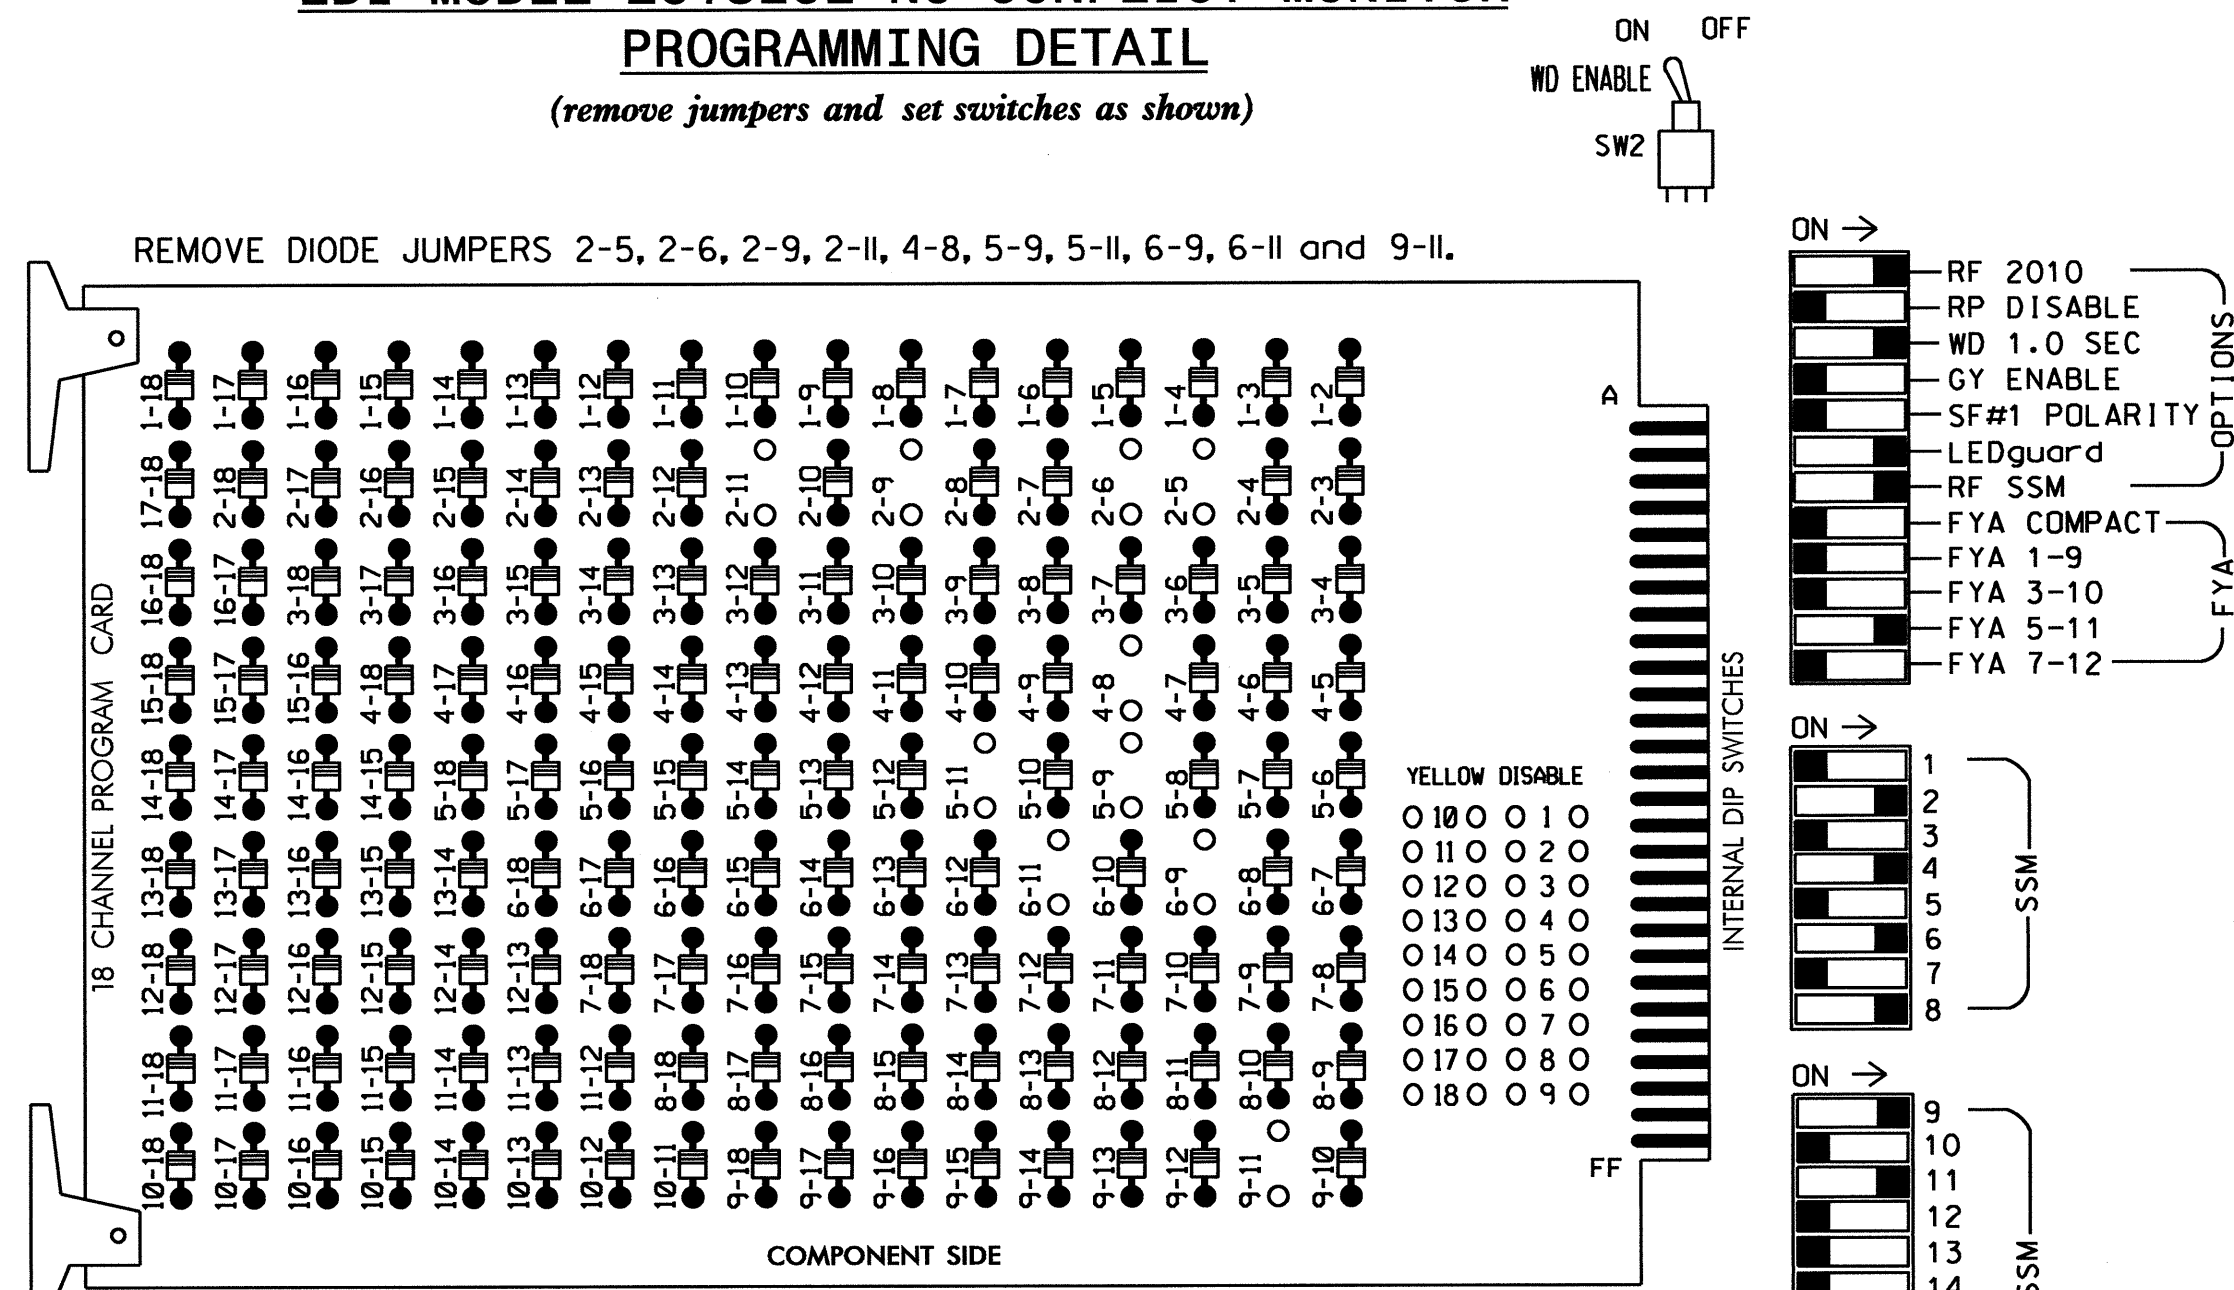 PROGRAMMING DETAIL
(remove jumpers and set switches as shown)
ON OFF
WD ENABLE
SW2
REMOVE DIODE JUMPERS 2-5, 2-6, 2-9, 2-11, 4-8, 5-9, 5-11, 6-9, 6-11 and 9-11.
18 CHANNEL PROGRAM CARD
1-18 1-17 1-16 1-15 1-14 1-13 1-12 1-11 1-10 1-9 1-8 1-7 1-6 1-5 1-4 1-3 1-2
17-18 2-18 2-17 2-16 2-15 2-14 2-13 2-12 2-11 2-10 2-9 2-8 2-7 2-6 2-5 2-4 2-3
16-18 16-17 3-18 3-17 3-16 3-15 3-14 3-13 3-12 3-11 3-10 3-9 3-8 3-7 3-6 3-5 3-4
15-18 15-17 15-16 4-18 4-17 4-16 4-15 4-14 4-13 4-12 4-11 4-10 4-9 4-8 4-7 4-6 4-5
14-18 14-17 14-16 14-15 5-18 5-17 5-16 5-15 5-14 5-13 5-12 5-11 5-10 5-9 5-8 5-7 5-6
13-18 13-17 13-16 13-15 13-14 6-18 6-17 6-16 6-15 6-14 6-13 6-12 6-11 6-10 6-9 6-8 6-7
12-18 12-17 12-16 12-15 12-14 12-13 7-18 7-17 7-16 7-15 7-14 7-13 7-12 7-11 7-10 7-9 7-8
11-18 11-17 11-16 11-15 11-14 11-13 11-12 8-18 8-17 8-16 8-15 8-14 8-13 8-12 8-11 8-10 8-9
10-18 10-17 10-16 10-15 10-14 10-13 10-12 10-11 9-18 9-17 9-16 9-15 9-14 9-13 9-12 9-11 9-10
COMPONENT SIDE
A
FF
YELLOW DISABLE
10 1
11 2
12 3
13 4
14 5
15 6
16 7
17 8
18 9
INTERNAL DIP SWITCHES
ON →
RF 2010
RP DISABLE
WD 1.0 SEC
GY ENABLE
SF#1 POLARITY
LEDguard
RF SSM
OPTIONS
FYA COMPACT
FYA 1-9
FYA 3-10
FYA 5-11
FYA 7-12
FYA
ON →
1
2
3
4
5
6
7
8
SSM
ON →
9
10
11
12
13
14
SSM